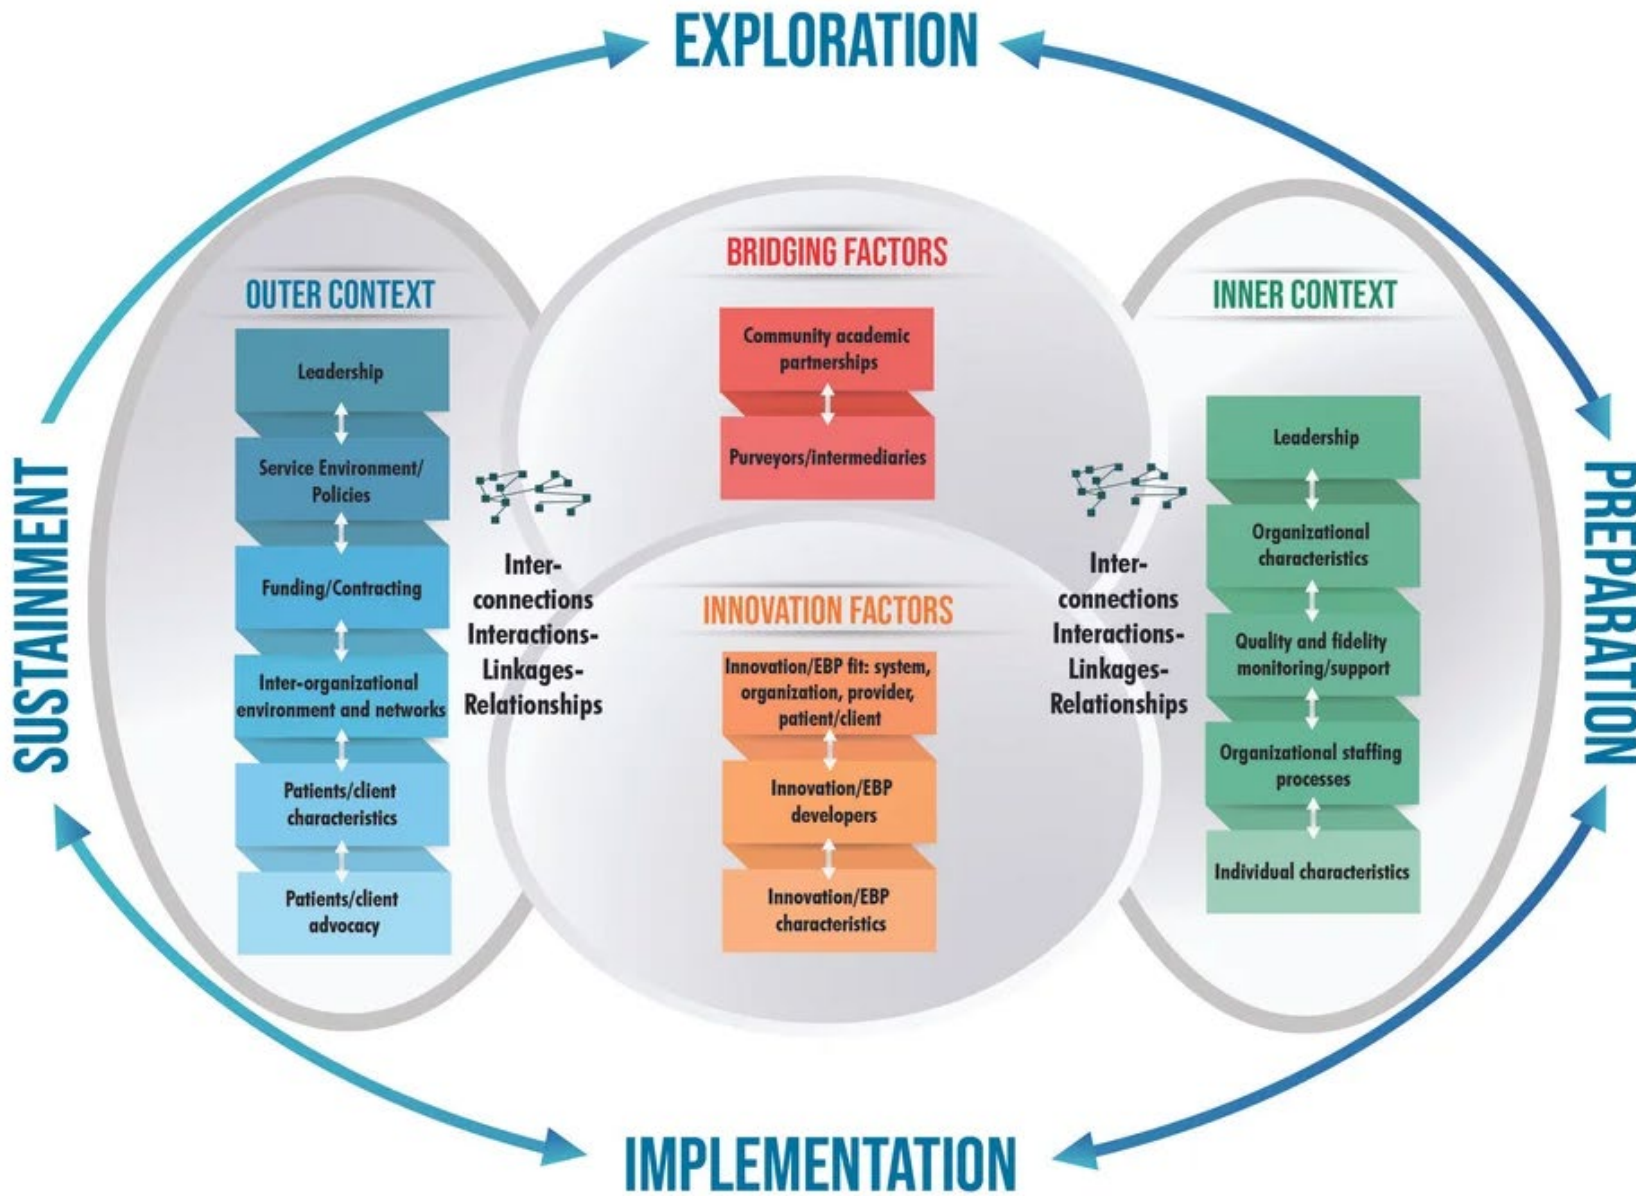 EXPLORATION
BRIDGING FACTORS
Community academic
partnerships
Purveyors/intermediaries
OUTER CONTEXT
Leadership
Service Environment/
Policies
Funding/Contracting
Inter-organizational
environment and networks
Patients/client
characteristics
Patients/client
advocacy
Inter-
connections
Interactions-
Linkages-
Relationships
INNOVATION FACTORS
Innovation/EBP fit: system,
organization, provider,
patient/client
Innovation/EBP
developers
Innovation/EBP
characteristics
Inter-
connections
Interactions-
Linkages-
Relationships
INNER CONTEXT
Leadership
Organizational
characteristics
Quality and fidelity
monitoring/support
Organizational staffing
processes
Individual characteristics
SUSTAINMENT
PREPARATION
IMPLEMENTATION